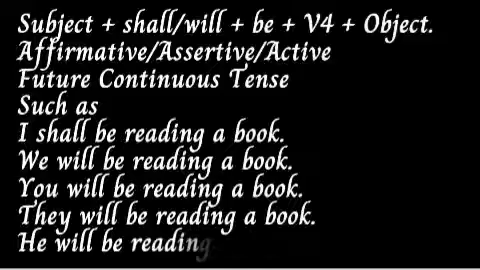 Subject + shall/will + be + V4 + Object.
Affirmative/Assertive/Active
Future Continuous Tense
Such as
I shall be reading a book.
We will be reading a book.
You will be reading a book.
They will be reading a book.
He will be reading